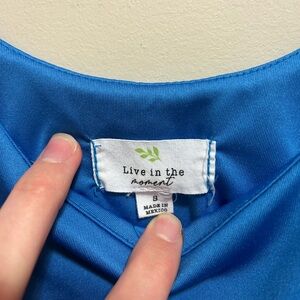 Live in the
moment
S
MADE IN
MEXICO